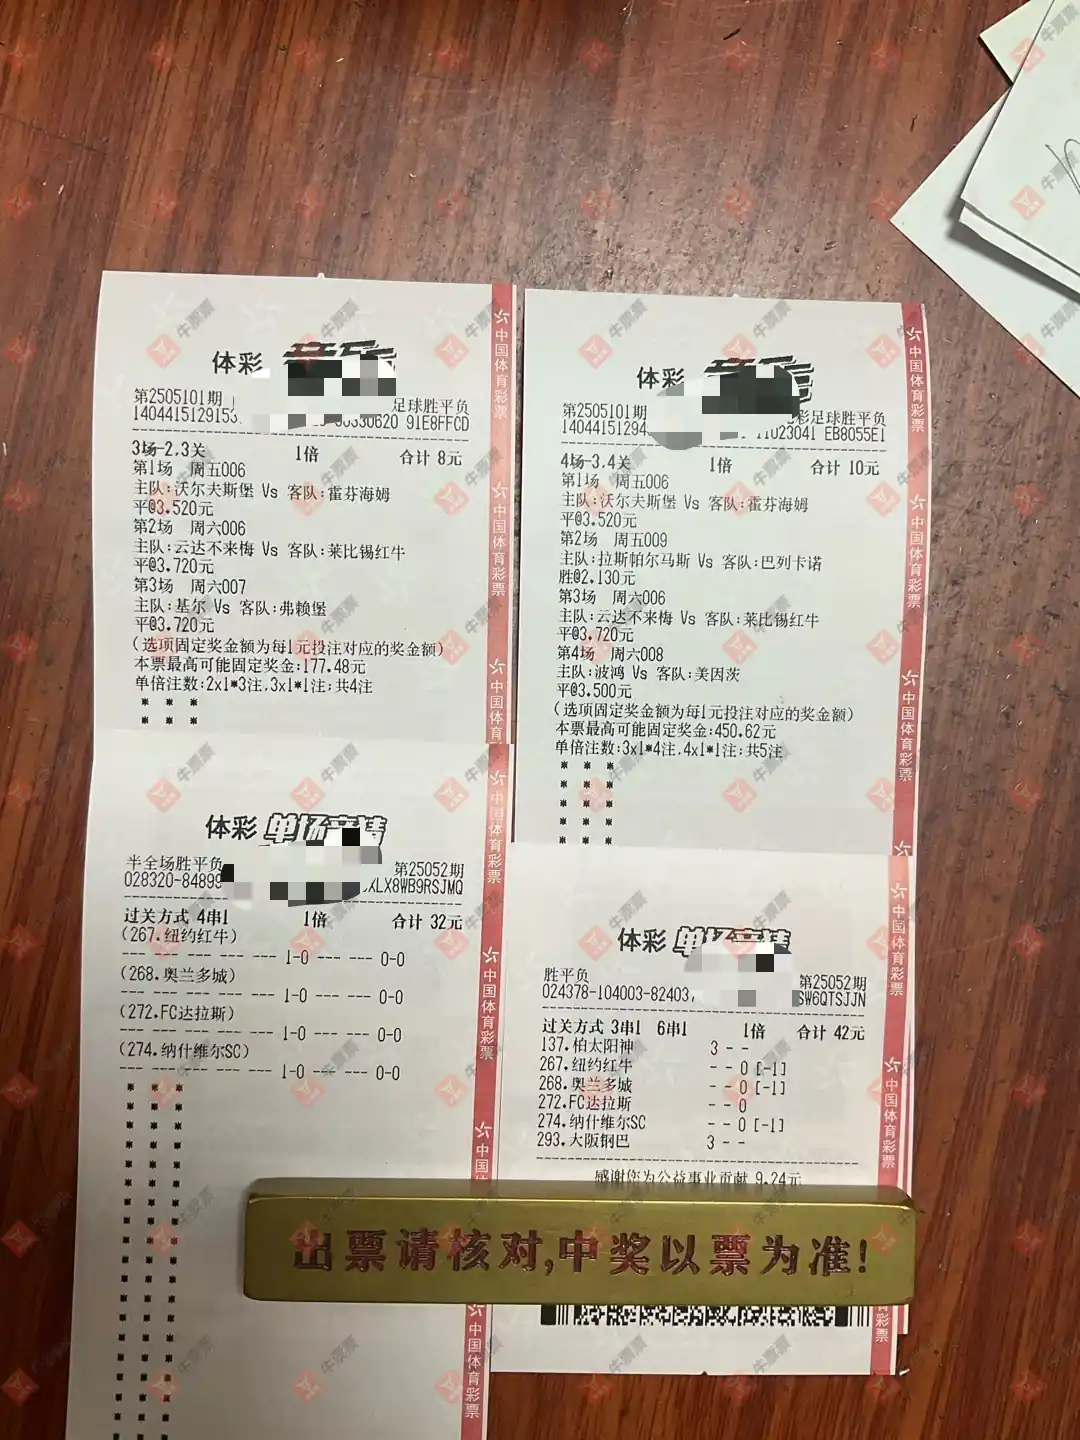 体彩
第2505101期
足球胜平负
1404415129153
00330620 91E8FFCD
3场-2.3关 1倍 合计 8元
第1场 周五006
主队:沃尔夫斯堡 Vs 客队:霍芬海姆
平@3.520元
第2场 周六006
主队:云达不来梅 Vs 客队:莱比锡红牛
平@3.720元
第3场 周六007
主队:基尔 Vs 客队:弗赖堡
平@3.720元
(选项固定奖金额为每1元投注对应的奖金额)
本票最高可能固定奖金:177.48元
单倍注数:2x1*3注,3x1*1注;共4注
* * *
* * *
体彩
第2505101期
彩足球胜平负
1404415129４
11023041 EB8055E1
4场-3.4关 1倍 合计 10元
第1场 周五006
主队:沃尔夫斯堡 Vs 客队:霍芬海姆
平@3.520元
第2场 周五009
主队:拉斯帕尔马斯 Vs 客队:巴列卡诺
胜@2.130元
第3场 周六006
主队:云达不来梅 Vs 客队:莱比锡红牛
平@3.720元
第4场 周六008
主队:波鸿 Vs 客队:美因茨
平@3.500元
(选项固定奖金额为每1元投注对应的奖金额)
本票最高可能固定奖金:450.62元
单倍注数:3x1*4注,4x1*1注;共5注
体彩 单场竞猜
半全场胜平负 第25052期
028320-84899
XLX8WB9RSJMQ
过关方式 4串1 1倍 合计 32元
(267.纽约红牛)
--- --- --- --- 1-0 --- --- 0-0
(268.奥兰多城)
--- --- --- --- 1-0 --- --- 0-0
(272.FC达拉斯)
--- --- --- --- 1-0 --- --- 0-0
(274.纳什维尔SC)
--- --- --- --- 1-0 --- --- 0-0
体彩 单场竞猜
胜平负 第25052期
024378-104003-82403
SW6QTSJJN
过关方式 3串1 6串1 1倍 合计 42元
137.柏太阳神 3 - -
267.纽约红牛 - - 0 [-1]
268.奥兰多城 - - 0 [-1]
272.FC达拉斯 - - 0
274.纳什维尔SC - - 0 [-1]
293.大阪钢巴 3 - -
感谢您为公益事业贡献 9.24元
出票请核对,中奖以票为准!
中国体育彩票
中国体育彩票
中国体育彩票
中国体育彩票
牛票票